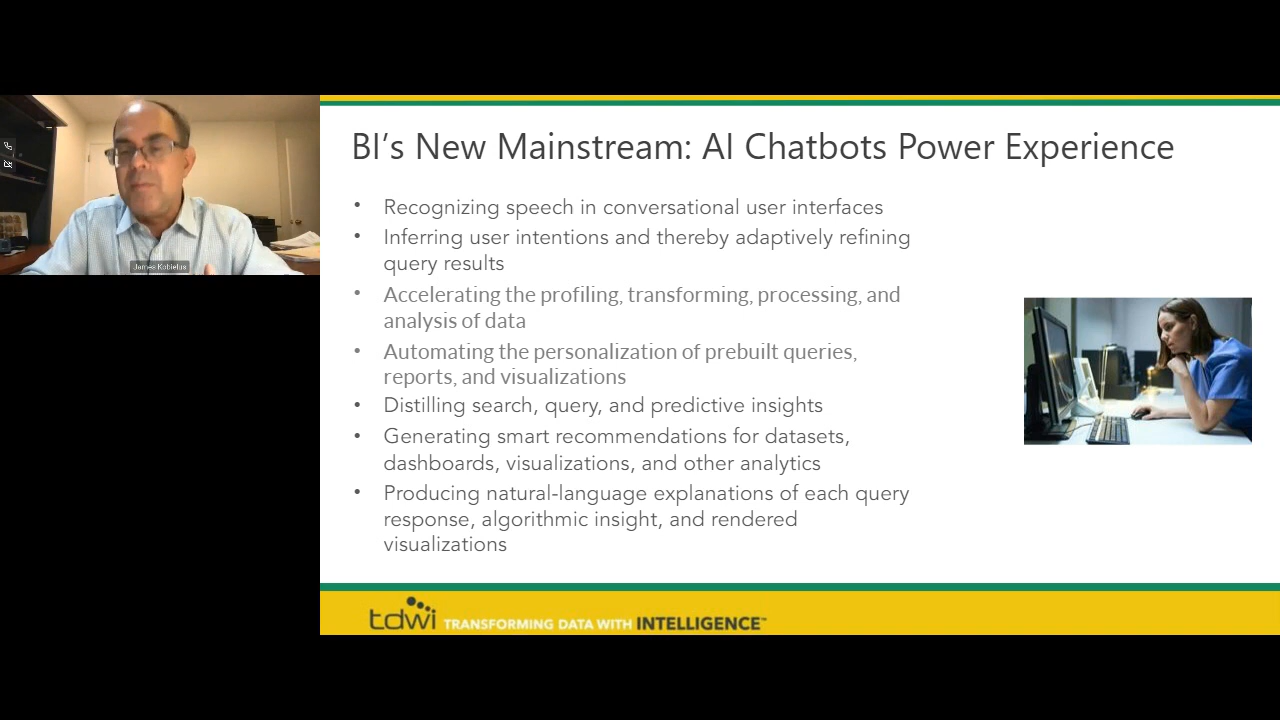 James Kobielus
BI's New Mainstream: AI Chatbots Power Experience
• Recognizing speech in conversational user interfaces
• Inferring user intentions and thereby adaptively refining
query results
• Accelerating the profiling, transforming, processing, and
analysis of data
• Automating the personalization of prebuilt queries,
reports, and visualizations
• Distilling search, query, and predictive insights
• Generating smart recommendations for datasets,
dashboards, visualizations, and other analytics
• Producing natural-language explanations of each query
response, algorithmic insight, and rendered
visualizations
tdwi TRANSFORMING DATA WITH INTELLIGENCE™